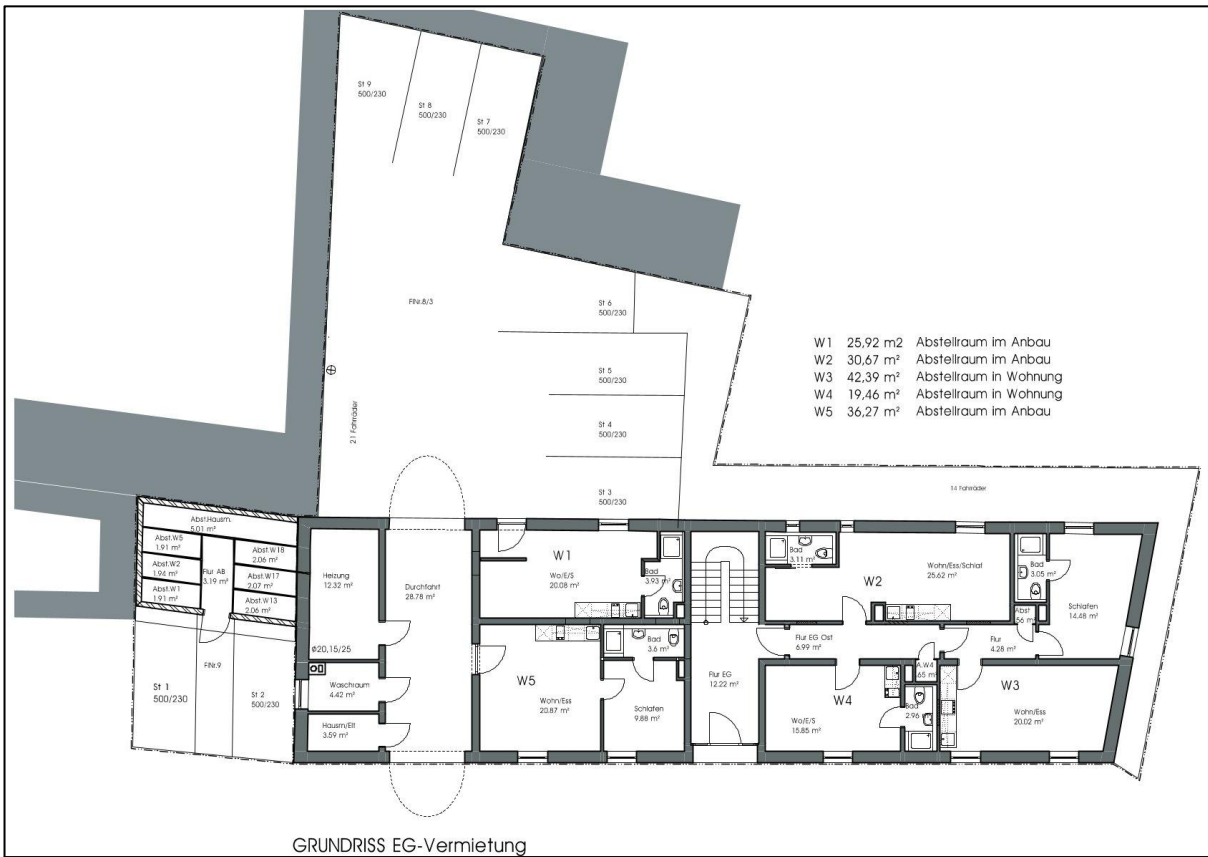 St 9
500/230
St 8
500/230
St 7
500/230
FlNr.8/3
St 6
500/230
St 5
500/230
St 4
500/230
St 3
500/230
21 Fahrräder
W1 25,92 m2 Abstellraum im Anbau
W2 30,67 m² Abstellraum im Anbau
W3 42,39 m² Abstellraum in Wohnung
W4 19,46 m² Abstellraum in Wohnung
W5 36,27 m² Abstellraum im Anbau
14 Fahrräder
Abst.Hausm.
5.01 m²
Abst.W5
1.91 m²
Abst.W2
1.94 m²
Abst.W1
1.91 m²
Flur AB
3.19 m²
Abst.W18
2.06 m²
Abst.W17
2.07 m²
Abst.W13
2.06 m²
FlNr.9
St 1
500/230
St 2
500/230
Heizung
12.32 m²
ø20,15/25
Waschraum
4.42 m²
Hausm/Elt
3.59 m²
Durchfahrt
28.78 m²
W1
Wo/E/S
20.08 m²
Bad
3.93 m²
W5
Wohn/Ess
20.87 m²
Bad
3.6 m²
Schlafen
9.88 m²
Flur EG
12.22 m²
Bad
3.11 m²
W2
Wohn/Ess/Schlaf
25.62 m²
Flur EG Ost
6.99 m²
W4
Wo/E/S
15.85 m²
A.W4
.65 m²
Bad
2.96 m²
Bad
3.05 m²
Abst
.56 m²
Schlafen
14.48 m²
Flur
4.28 m²
W3
Wohn/Ess
20.02 m²
GRUNDRISS EG-Vermietung